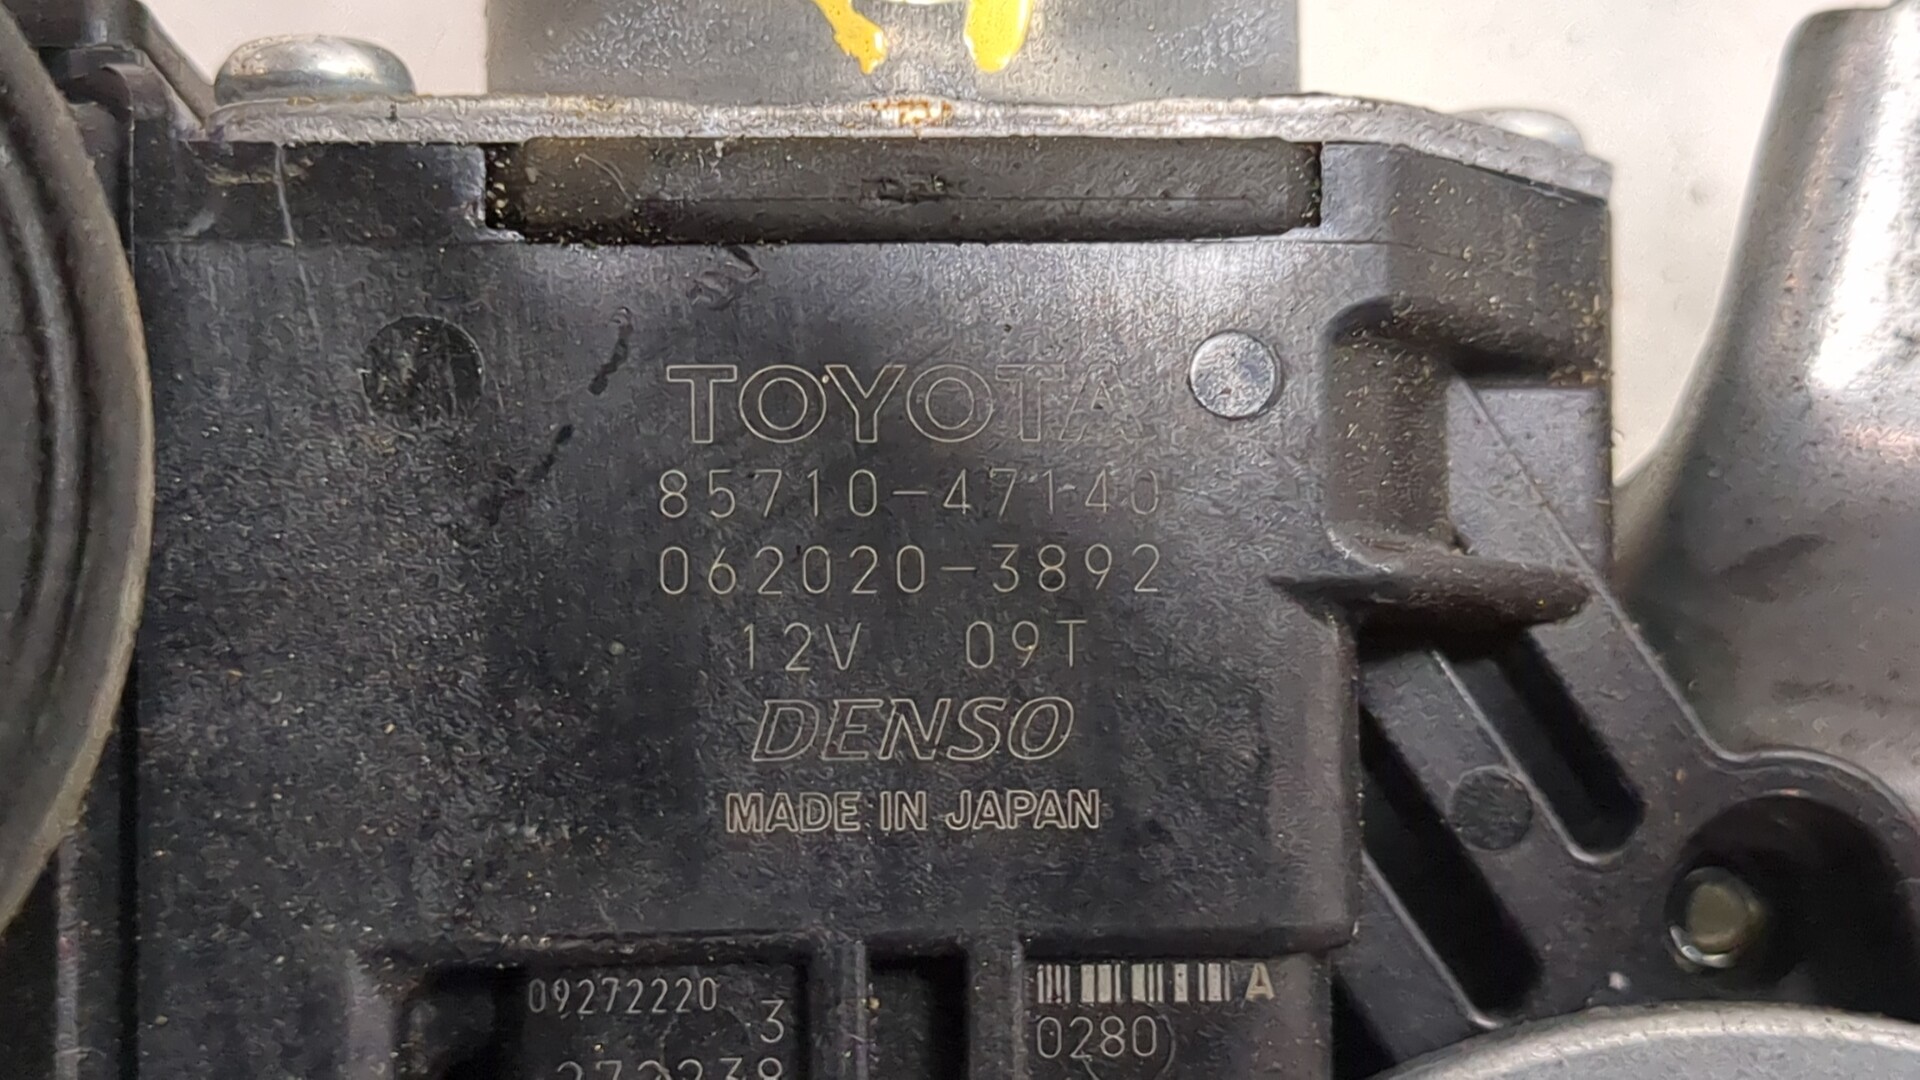 TOYOTA
85710-47140
062020-3892
12V 09T
DENSO
MADE IN JAPAN
09272220
3
A
0280